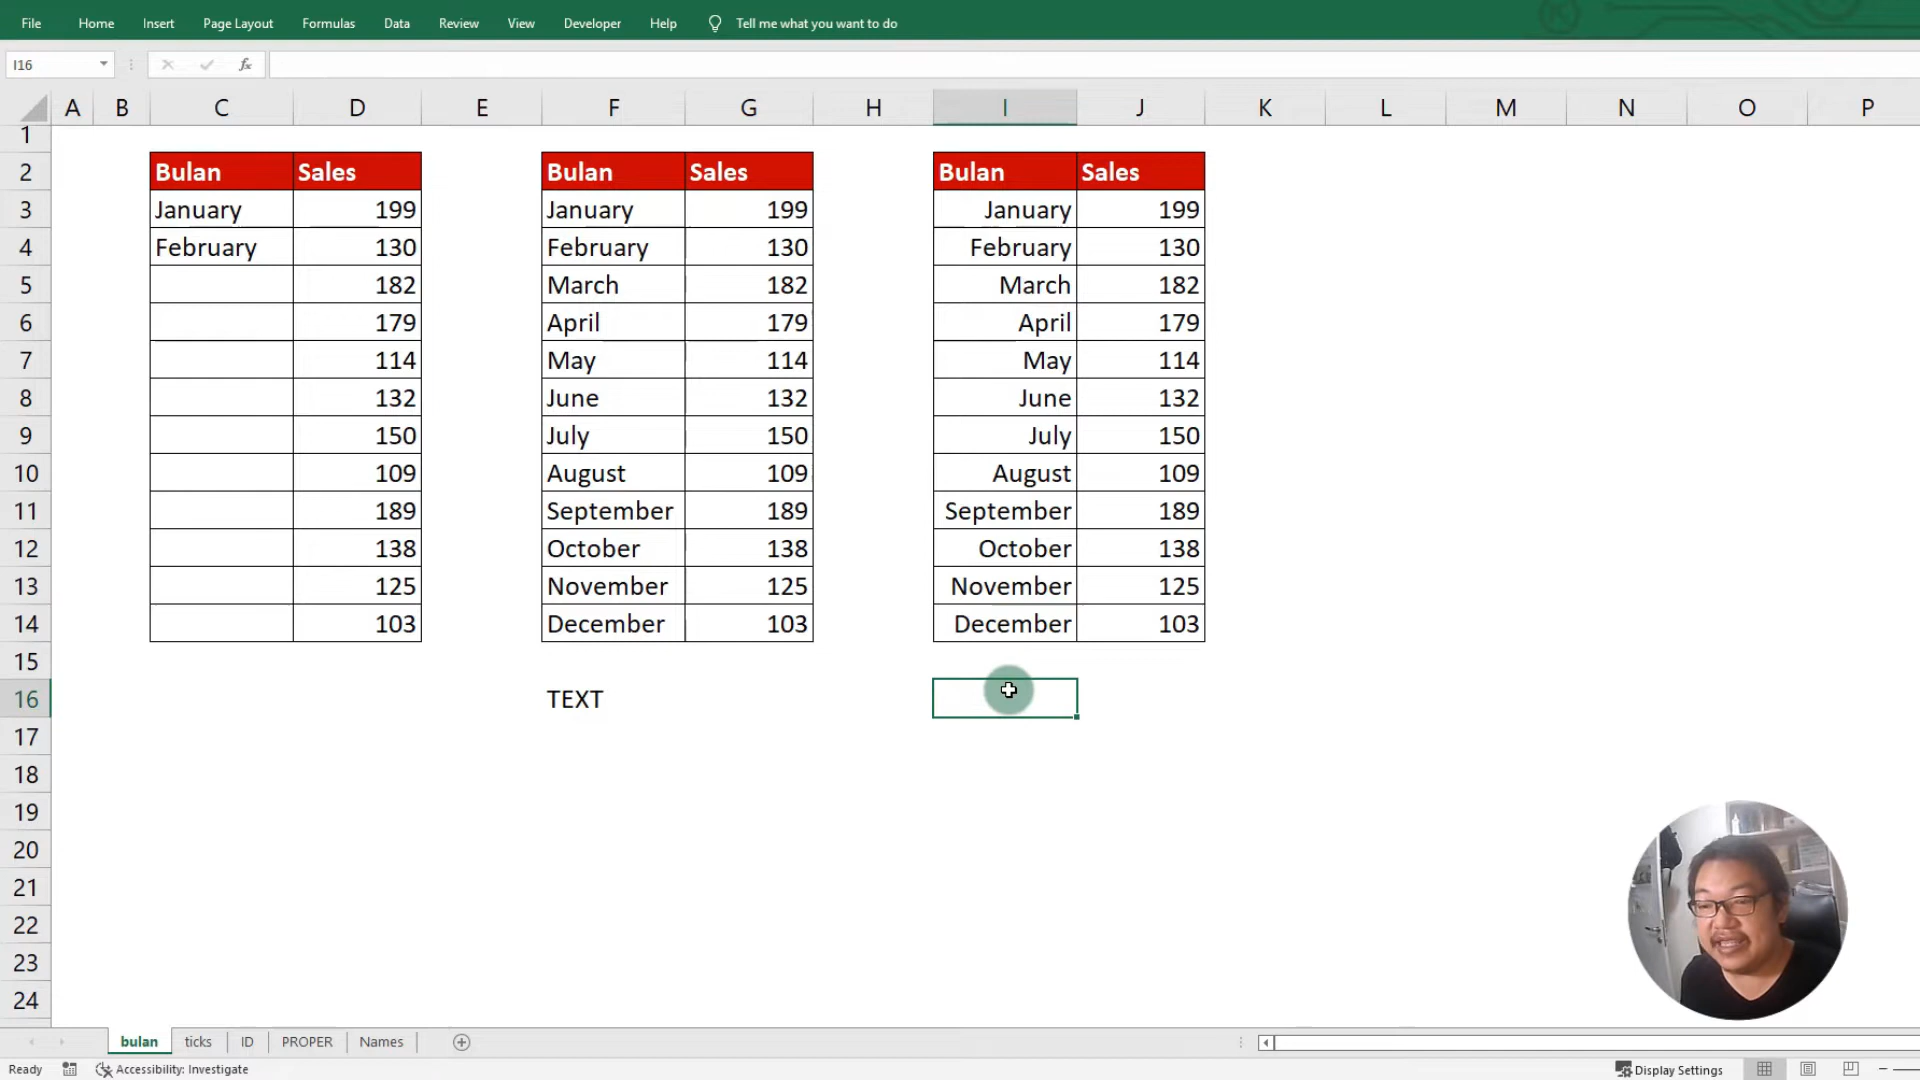 File Home Insert Page Layout Formulas Data Review View Developer Help Tell me what you want to do
I16 fx
A B C D E F G H I J K L M N O P
1
2 Bulan Sales Bulan Sales Bulan Sales
3 January 199 January 199 January 199
4 February 130 February 130 February 130
5 182 March 182 March 182
6 179 April 179 April 179
7 114 May 114 May 114
8 132 June 132 June 132
9 150 July 150 July 150
10 109 August 109 August 109
11 189 September 189 September 189
12 138 October 138 October 138
13 125 November 125 November 125
14 103 December 103 December 103
15
16 TEXT
17
18
19
20
21
22
23
24
bulan ticks ID PROPER Names
Ready Accessibility: Investigate Display Settings